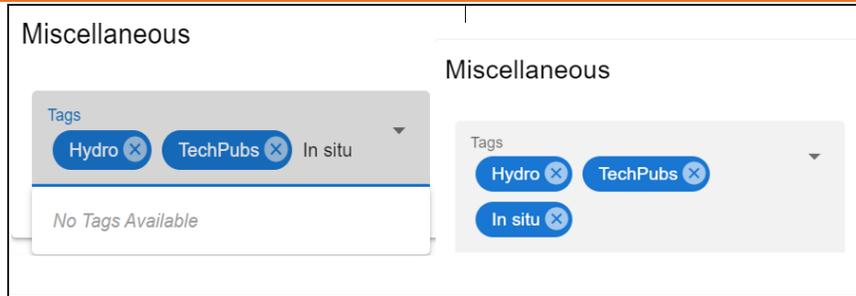 Miscellaneous
Tags
Hydro TechPubs In situ
No Tags Available
Miscellaneous
Tags
Hydro TechPubs
In situ